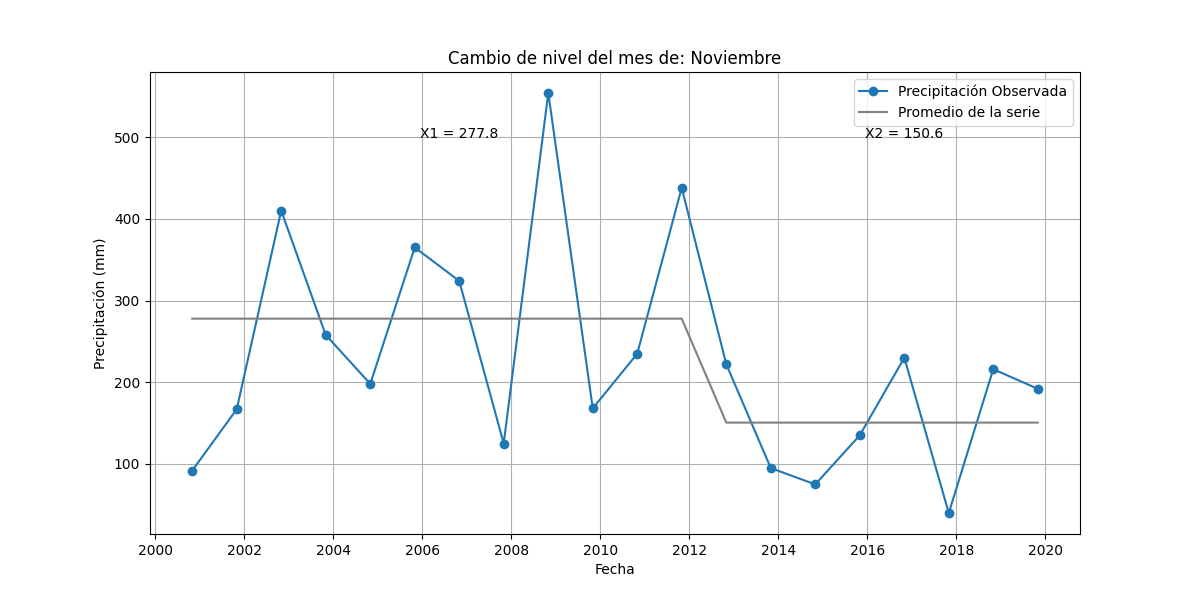 Cambio de nivel del mes de: Noviembre
Precipitación Observada
Promedio de la serie
X1 = 277.8
X2 = 150.6
Precipitación (mm)
500
400
300
200
100
2000 2002 2004 2006 2008 2010 2012 2014 2016 2018 2020
Fecha